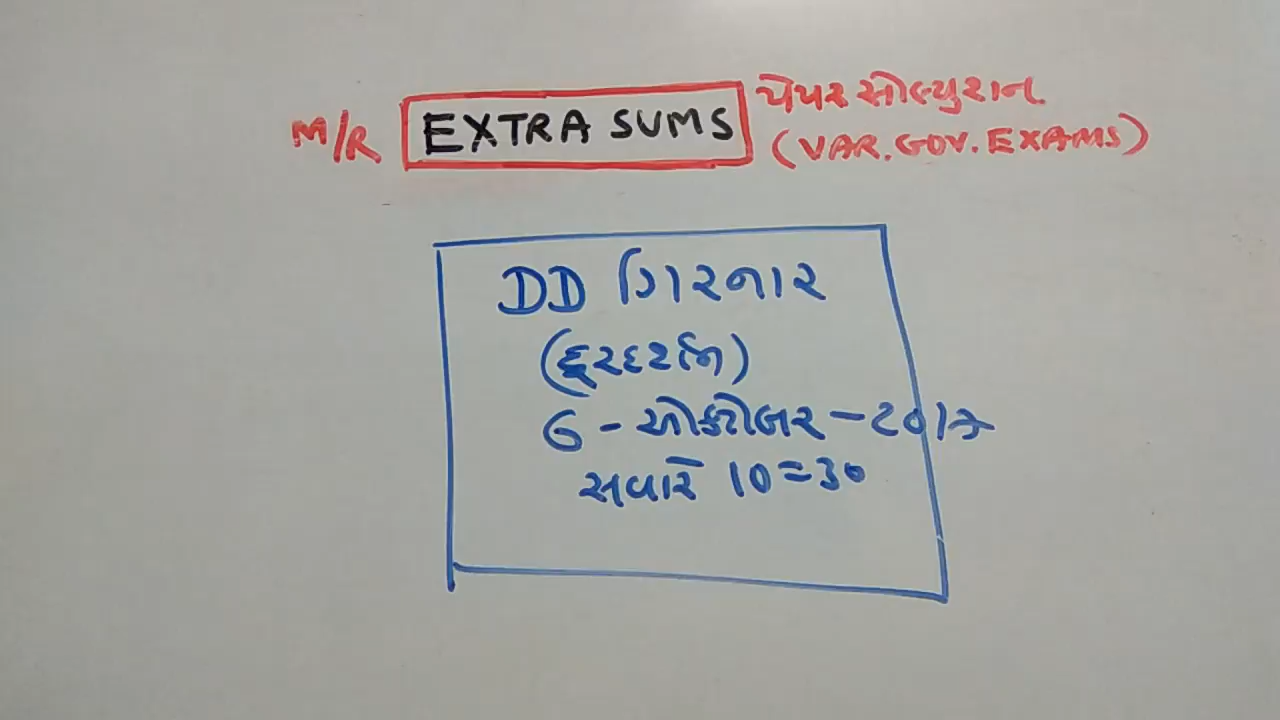 M/R EXTRA SUMS પેપર સોલ્યુશન
(VAR. GOV. EXAMS)
DD ગિરનાર
(દૂરદર્શન)
6 - ઓક્ટોબર - 2017
સવારે 10=30